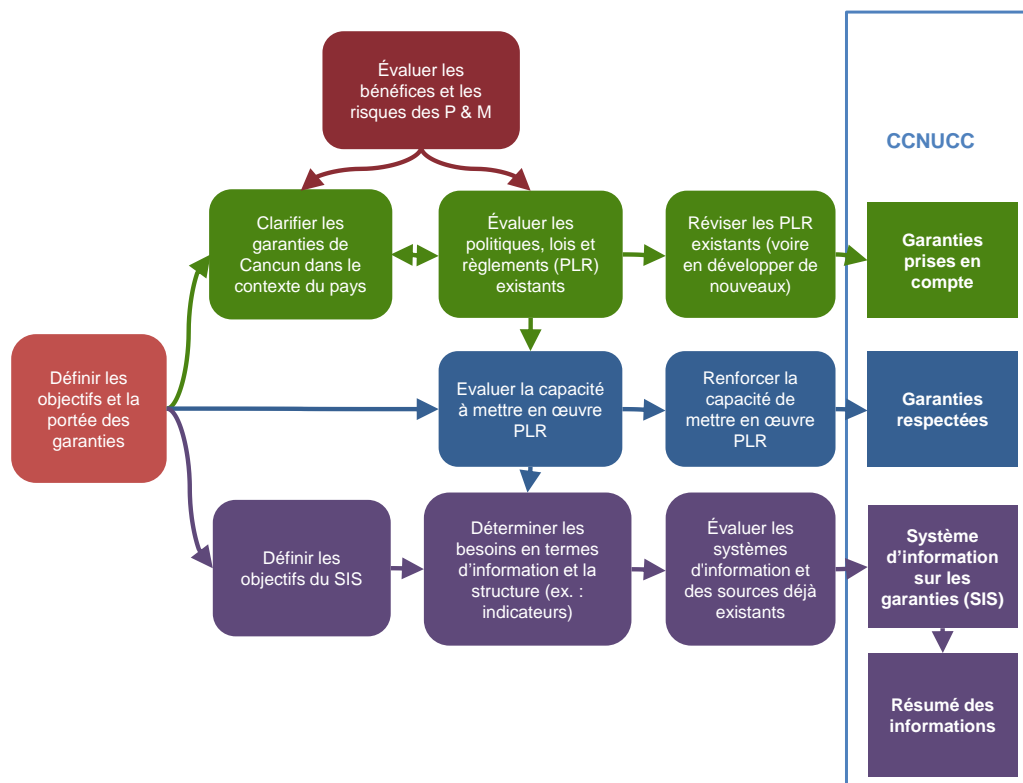 Évaluer les
bénéfices et les
risques des P & M
CCNUCC
Clarifier les
garanties de
Cancun dans le
contexte du pays
Évaluer les
politiques, lois et
règlements (PLR)
existants
Réviser les PLR
existants (voire
en développer de
nouveaux)
Garanties
prises en
compte
Définir les
objectifs et la
portée des
garanties
Evaluer la capacité
à mettre en œuvre
PLR
Renforcer la
capacité de
mettre en œuvre
PLR
Garanties
respectées
Définir les
objectifs du SIS
Déterminer les
besoins en termes
d’information et la
structure (ex. :
indicateurs)
Évaluer les
systèmes
d'information et
des sources déjà
existants
Système
d’information
sur les
garanties (SIS)
Résumé des
informations